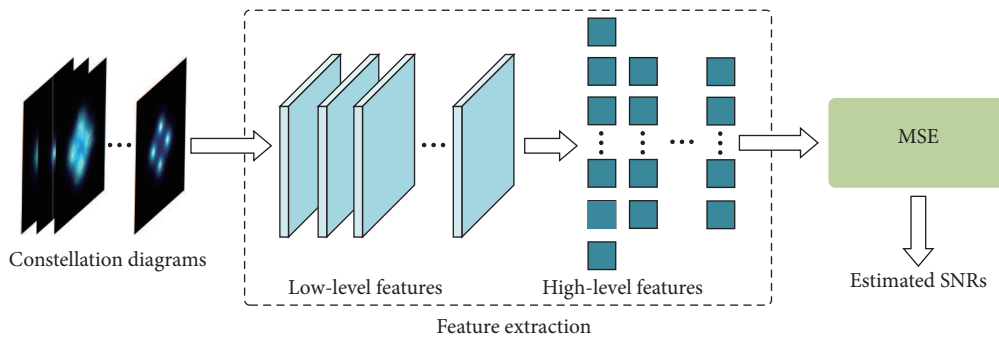 Constellation diagrams
Low-level features
High-level features
Feature extraction
MSE
Estimated SNRs